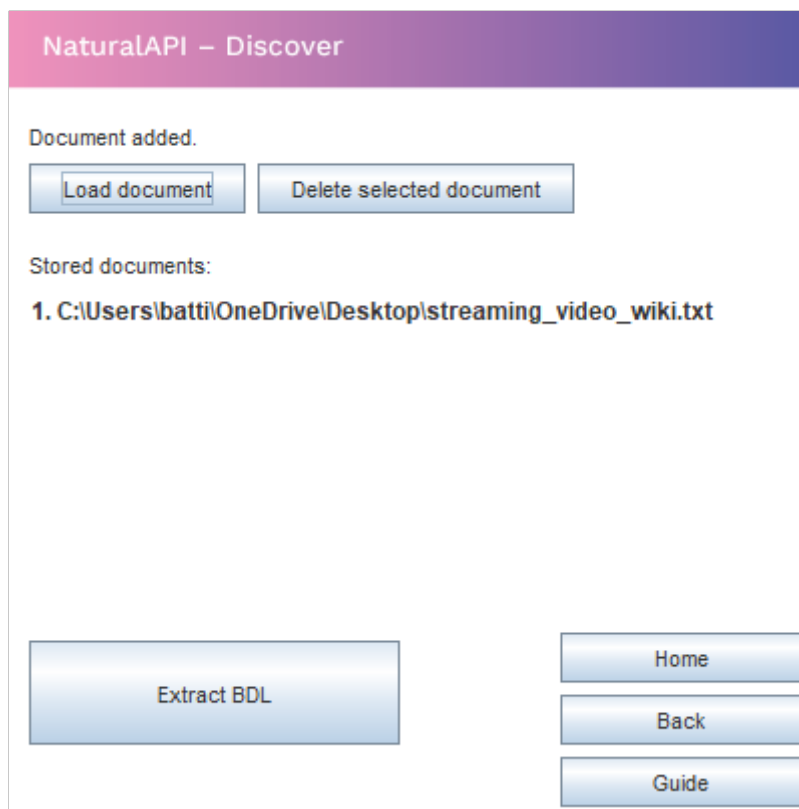 NaturalAPI – Discover
Document added.
Load document Delete selected document
Stored documents:
1. C:\Users\batti\OneDrive\Desktop\streaming_video_wiki.txt
Extract BDL
Home
Back
Guide